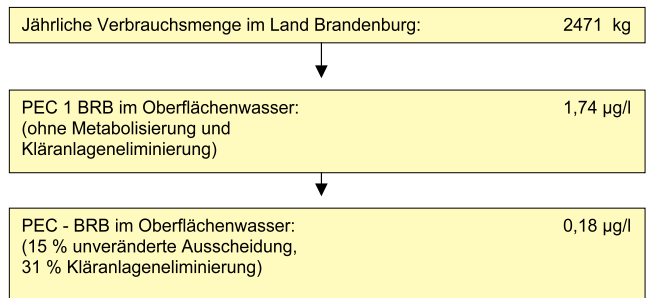 Jährliche Verbrauchsmenge im Land Brandenburg: 2471 kg
PEC 1 BRB im Oberflächenwasser: 1,74 µg/l
(ohne Metabolisierung und
Kläranlageneliminierung)
PEC - BRB im Oberflächenwasser: 0,18 µg/l
(15 % unveränderte Ausscheidung,
31 % Kläranlageneliminierung)